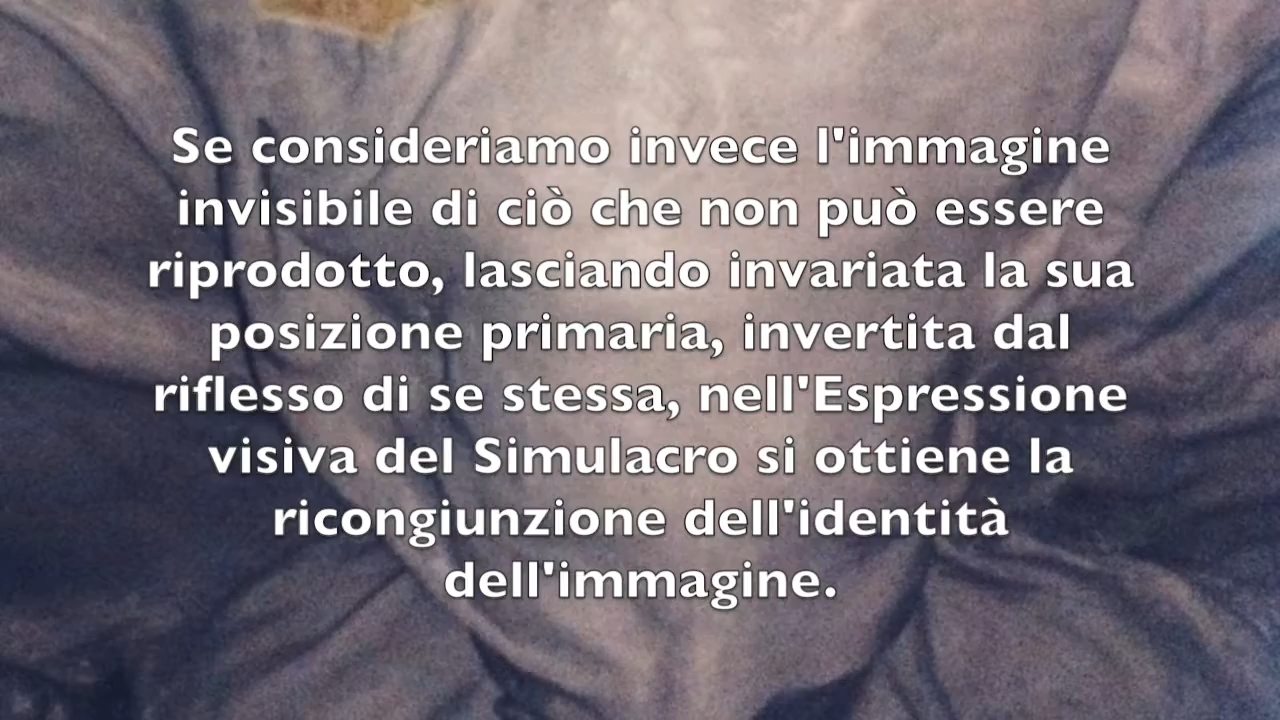 Se consideriamo invece l'immagine
invisibile di ciò che non può essere
riprodotto, lasciando invariata la sua
posizione primaria, invertita dal
riflesso di se stessa, nell'Espressione
visiva del Simulacro si ottiene la
ricongiunzione dell'identità
dell'immagine.